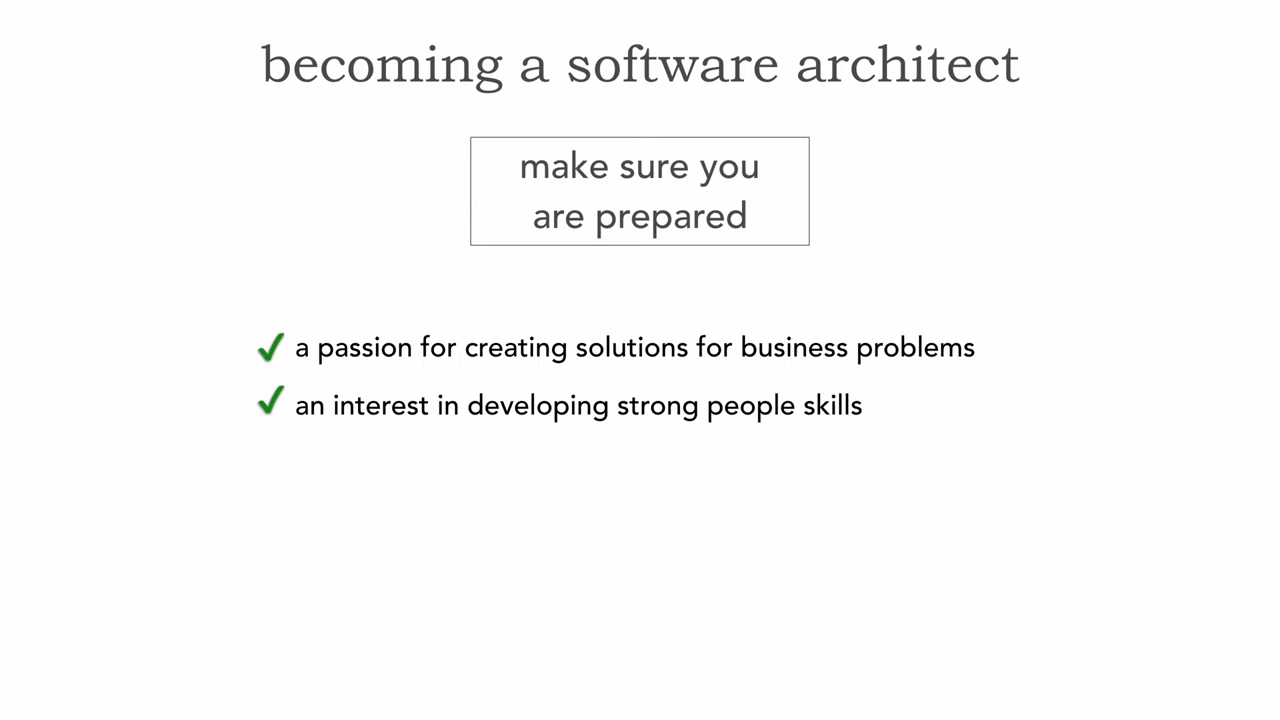 becoming a software architect
make sure you
are prepared
a passion for creating solutions for business problems
an interest in developing strong people skills